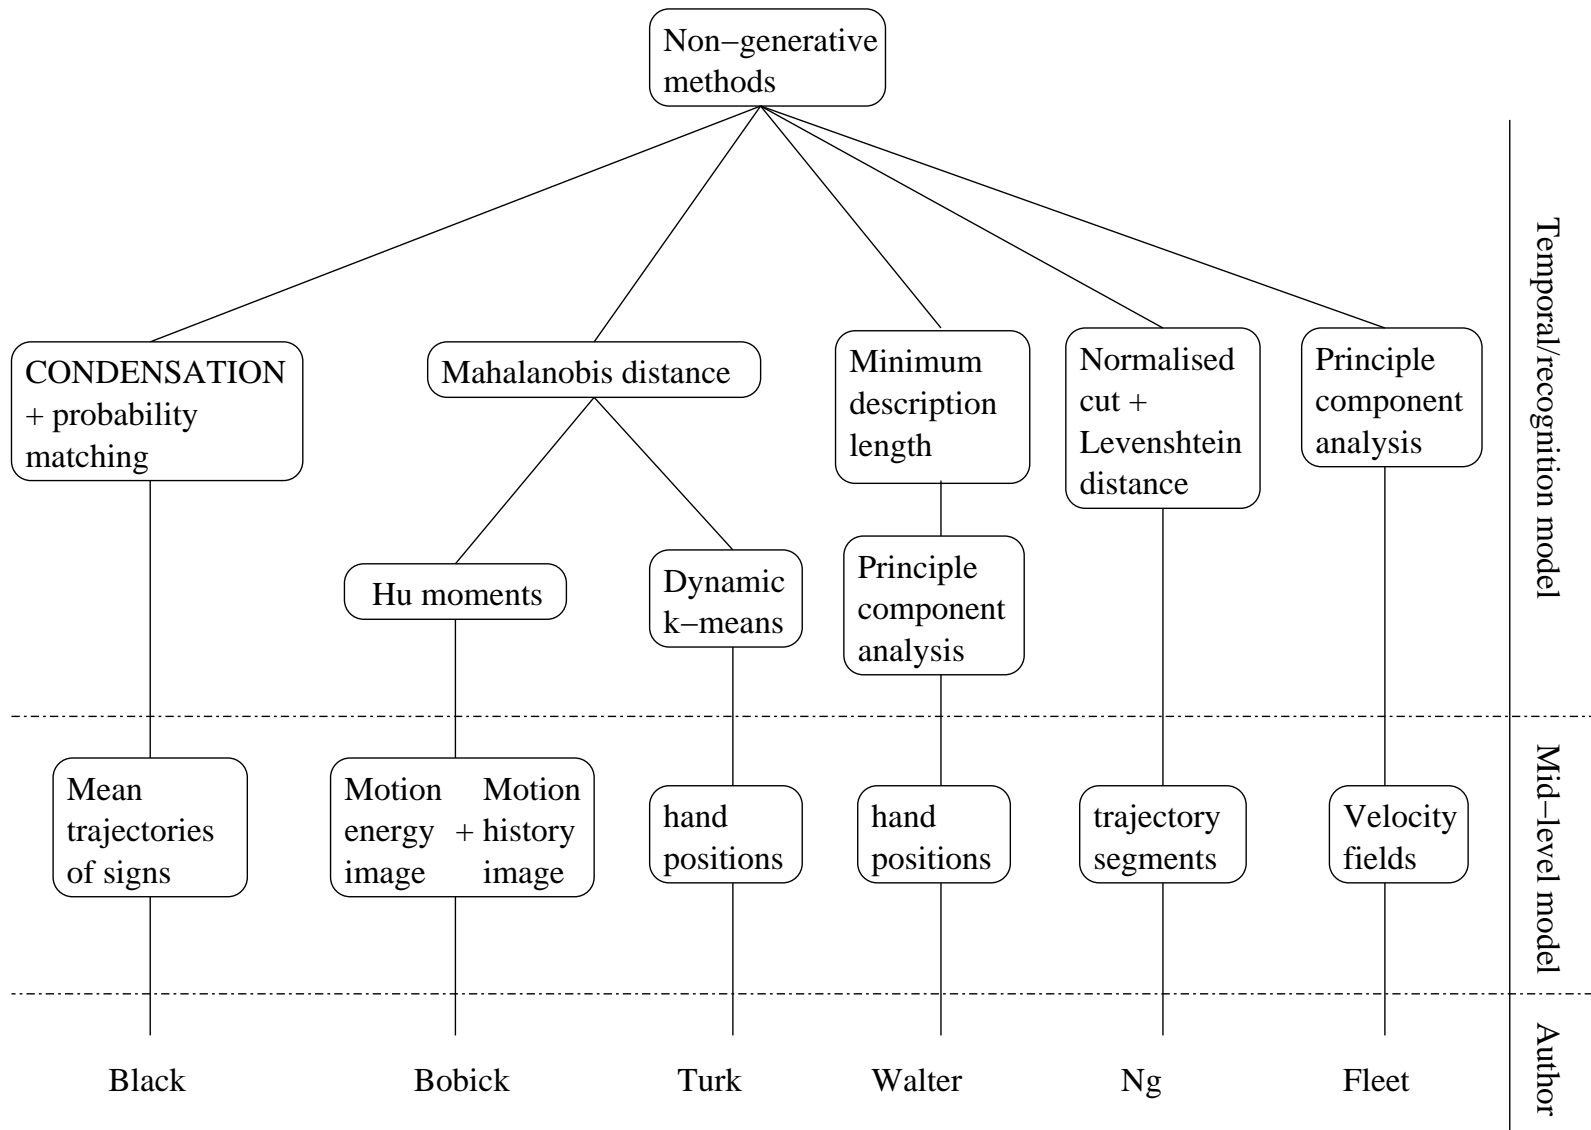 Non−generative
methods
CONDENSATION
+ probability
matching
Mahalanobis distance
Minimum
description
length
Normalised
cut +
Levenshtein
distance
Principle
component
analysis
Hu moments
Dynamic
k−means
Principle
component
analysis
Temporal/recognition model
Mean
trajectories
of signs
Motion
energy
image
+
Motion
history
image
hand
positions
hand
positions
trajectory
segments
Velocity
fields
Mid−level model
Black
Bobick
Turk
Walter
Ng
Fleet
Author